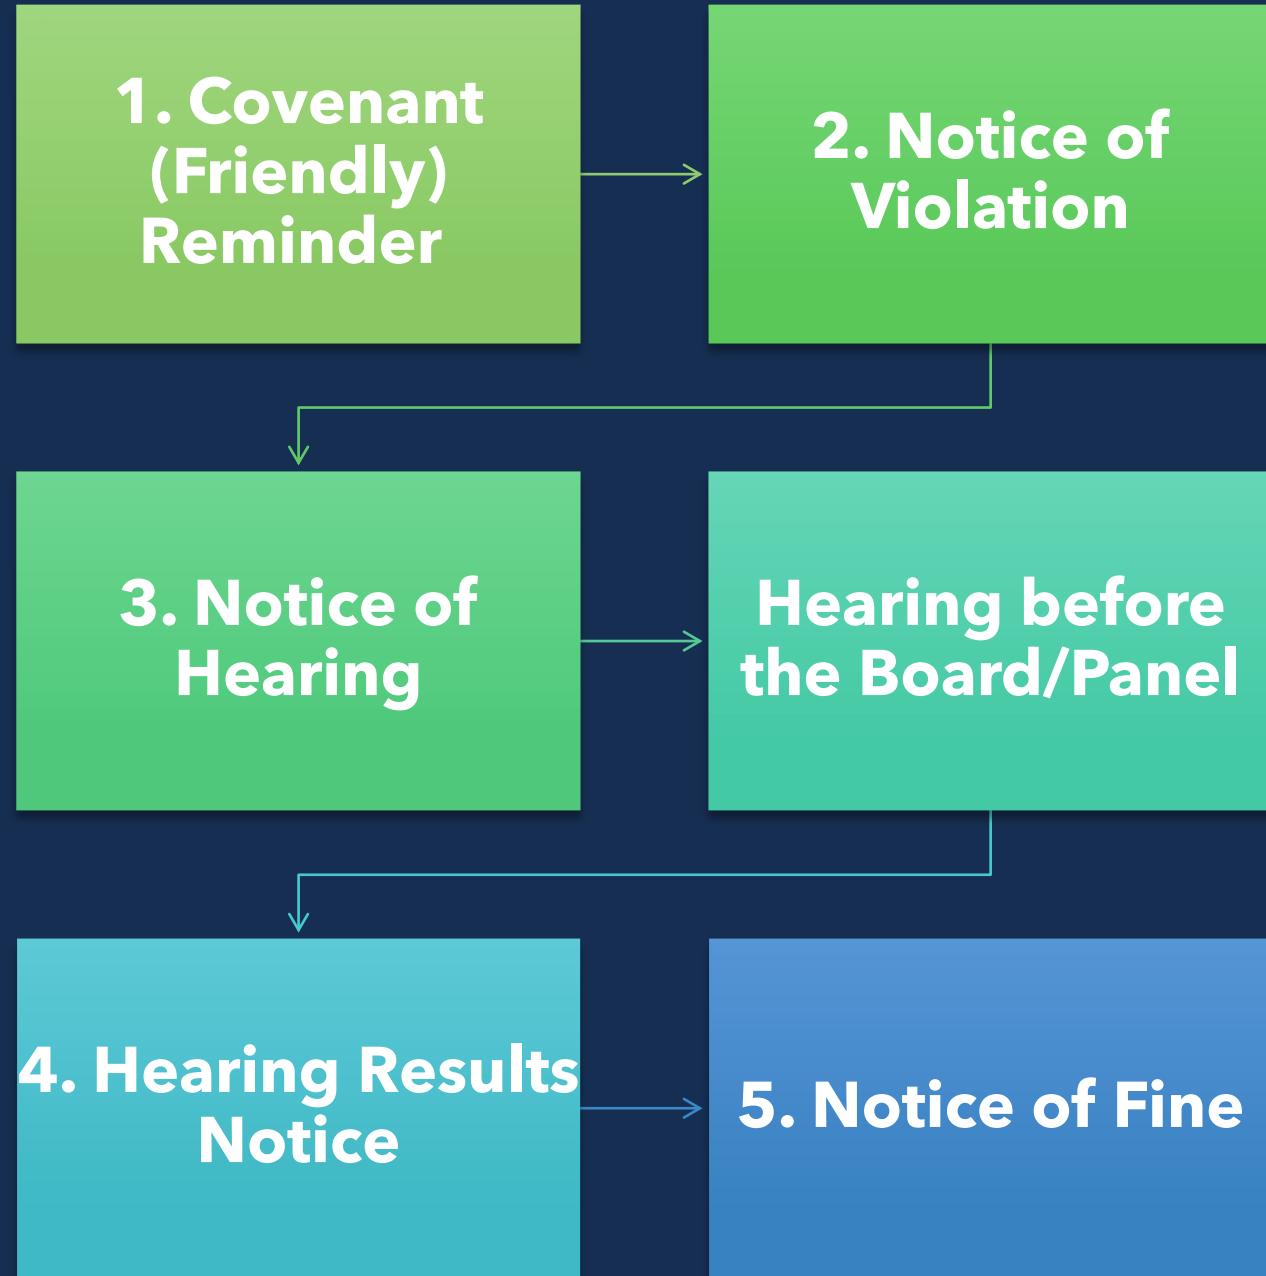 1. Covenant
(Friendly)
Reminder
2. Notice of
Violation
3. Notice of
Hearing
Hearing before
the Board/Panel
4. Hearing Results
Notice
5. Notice of Fine